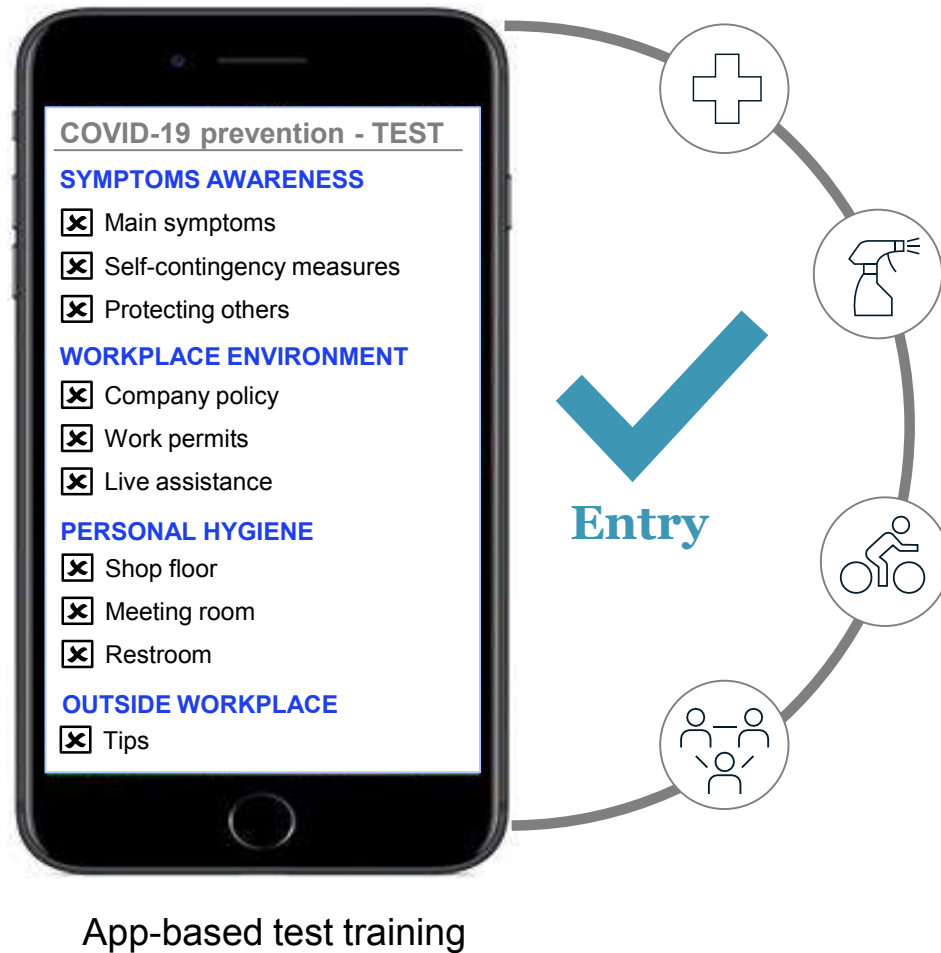 COVID-19 prevention - TEST
SYMPTOMS AWARENESS
Main symptoms
Self-contingency measures
Protecting others
WORKPLACE ENVIRONMENT
Company policy
Work permits
Live assistance
PERSONAL HYGIENE
Shop floor
Meeting room
Restroom
OUTSIDE WORKPLACE
Tips
Entry
App-based test training